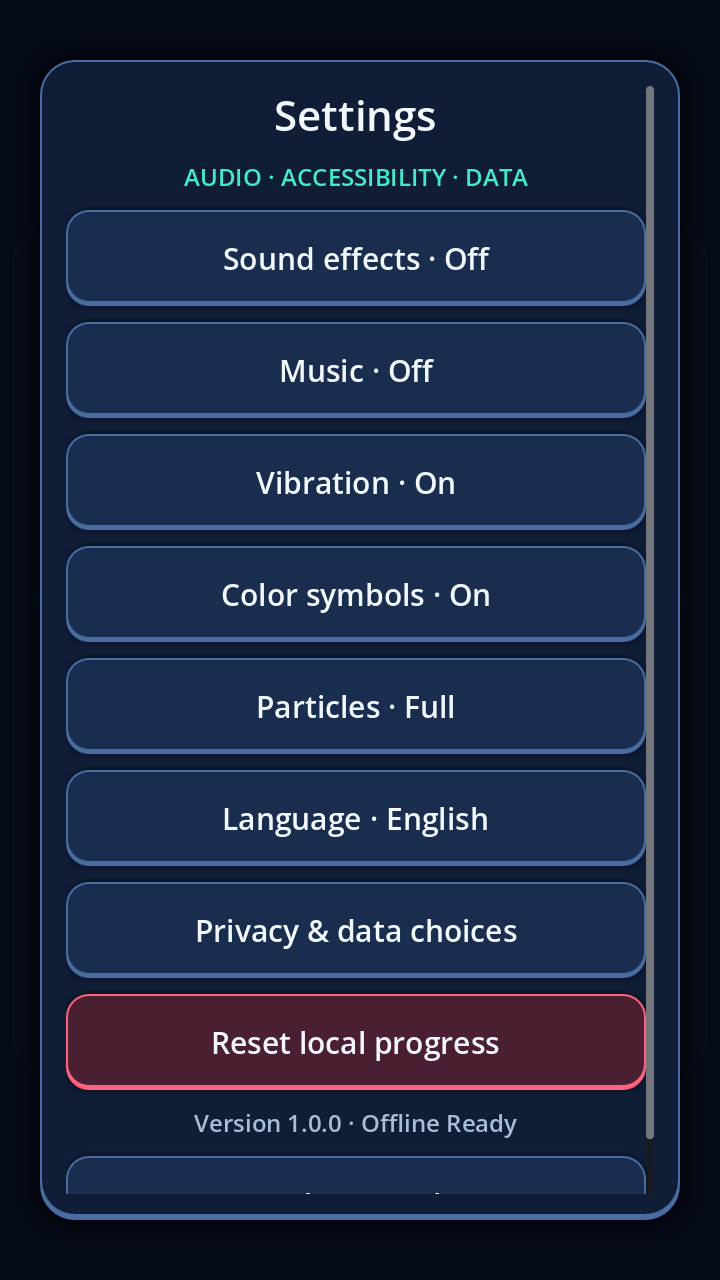 Settings
AUDIO · ACCESSIBILITY · DATA
Sound effects · Off
Music · Off
Vibration · On
Color symbols · On
Particles · Full
Language · English
Privacy & data choices
Reset local progress
Version 1.0.0 · Offline Ready